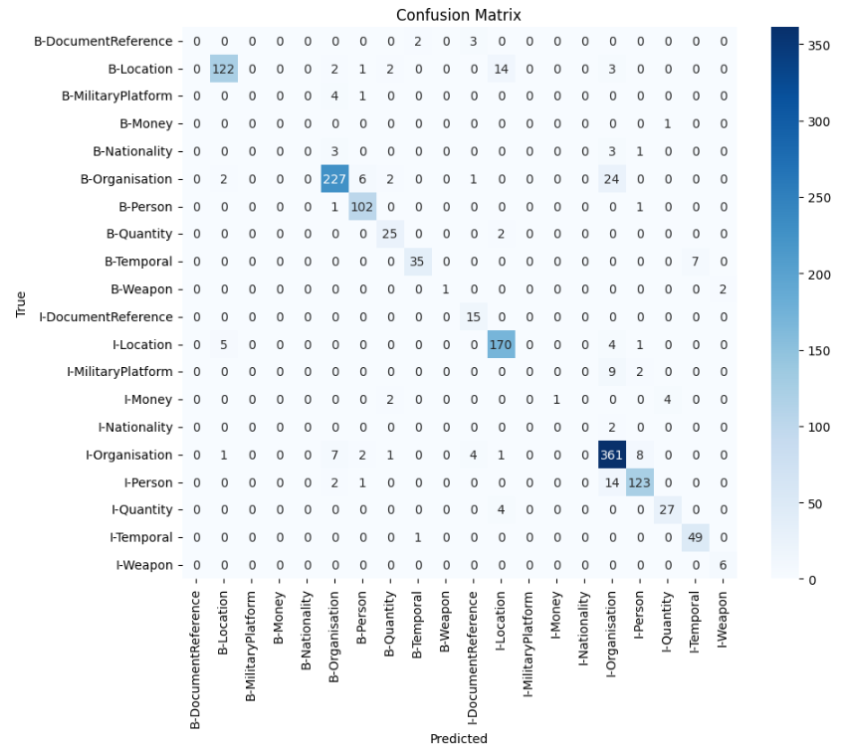 Confusion Matrix
B-DocumentReference 0 0 0 0 0 0 0 0 2 0 3 0 0 0 0 0 0 0 0 0
B-Location 0 122 0 0 0 2 1 2 0 0 0 14 0 0 0 3 0 0 0 0
B-MilitaryPlatform 0 0 0 0 0 4 1 0 0 0 0 0 0 0 0 0 0 0 0 0
B-Money 0 0 0 0 0 0 0 0 0 0 0 0 0 0 0 0 0 1 0 0
B-Nationality 0 0 0 0 0 3 0 0 0 0 0 0 0 0 0 3 1 0 0 0
B-Organisation 0 2 0 0 0 227 6 2 0 0 1 0 0 0 0 24 0 0 0 0
B-Person 0 0 0 0 0 1 102 0 0 0 0 0 0 0 0 0 1 0 0 0
B-Quantity 0 0 0 0 0 0 0 25 0 0 0 2 0 0 0 0 0 0 0 0
B-Temporal 0 0 0 0 0 0 0 0 35 0 0 0 0 0 0 0 0 0 7 0
B-Weapon 0 0 0 0 0 0 0 0 0 1 0 0 0 0 0 0 0 0 0 2
I-DocumentReference 0 0 0 0 0 0 0 0 0 0 15 0 0 0 0 0 0 0 0 0
I-Location 0 5 0 0 0 0 0 0 0 0 0 170 0 0 0 4 1 0 0 0
I-MilitaryPlatform 0 0 0 0 0 0 0 0 0 0 0 0 0 0 0 9 2 0 0 0
I-Money 0 0 0 0 0 0 0 2 0 0 0 0 0 1 0 0 0 4 0 0
I-Nationality 0 0 0 0 0 0 0 0 0 0 0 0 0 0 0 2 0 0 0 0
I-Organisation 0 1 0 0 0 7 2 1 0 0 4 1 0 0 0 361 8 0 0 0
I-Person 0 0 0 0 0 2 1 0 0 0 0 0 0 0 0 14 123 0 0 0
I-Quantity 0 0 0 0 0 0 0 0 0 0 0 4 0 0 0 0 0 27 0 0
I-Temporal 0 0 0 0 0 0 0 0 1 0 0 0 0 0 0 0 0 0 49 0
I-Weapon 0 0 0 0 0 0 0 0 0 0 0 0 0 0 0 0 0 0 0 6
True
B-DocumentReference
B-Location
B-MilitaryPlatform
B-Money
B-Nationality
B-Organisation
B-Person
B-Quantity
B-Temporal
B-Weapon
I-DocumentReference
I-Location
I-MilitaryPlatform
I-Money
I-Nationality
I-Organisation
I-Person
I-Quantity
I-Temporal
I-Weapon
Predicted
350
300
250
200
150
100
50
0